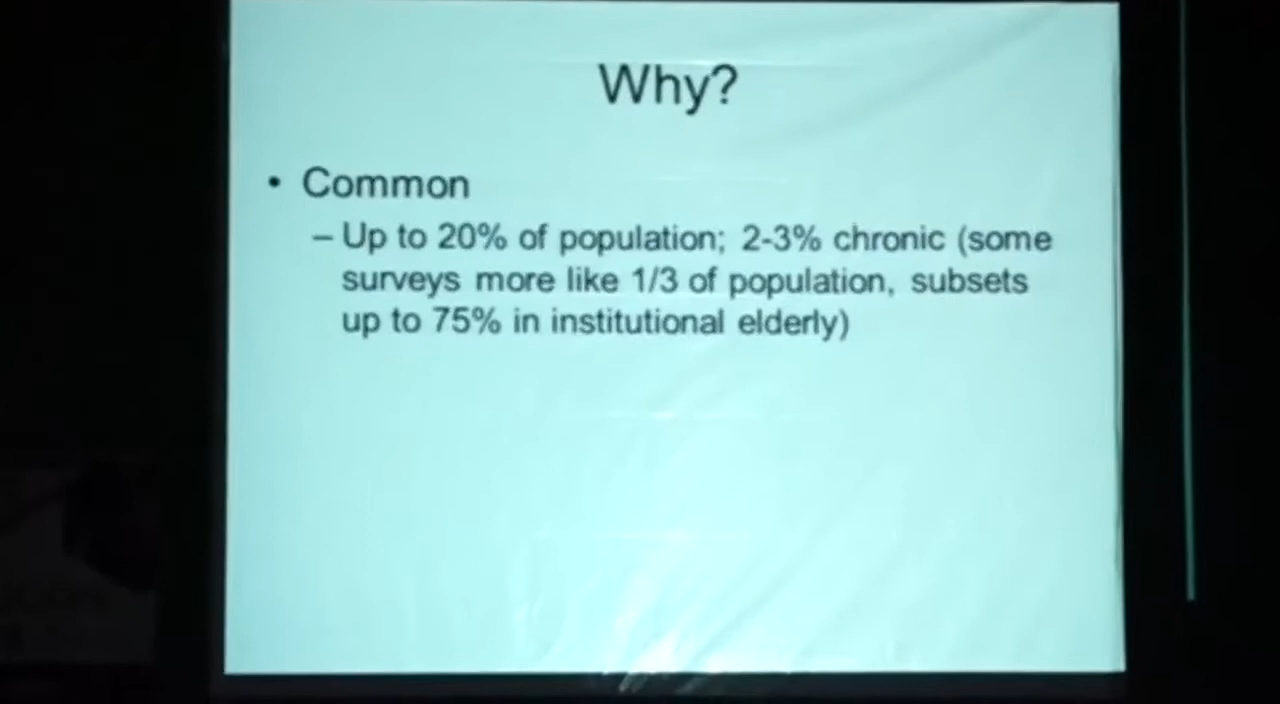 Why?
• Common
– Up to 20% of population; 2-3% chronic (some
surveys more like 1/3 of population, subsets
up to 75% in institutional elderly)